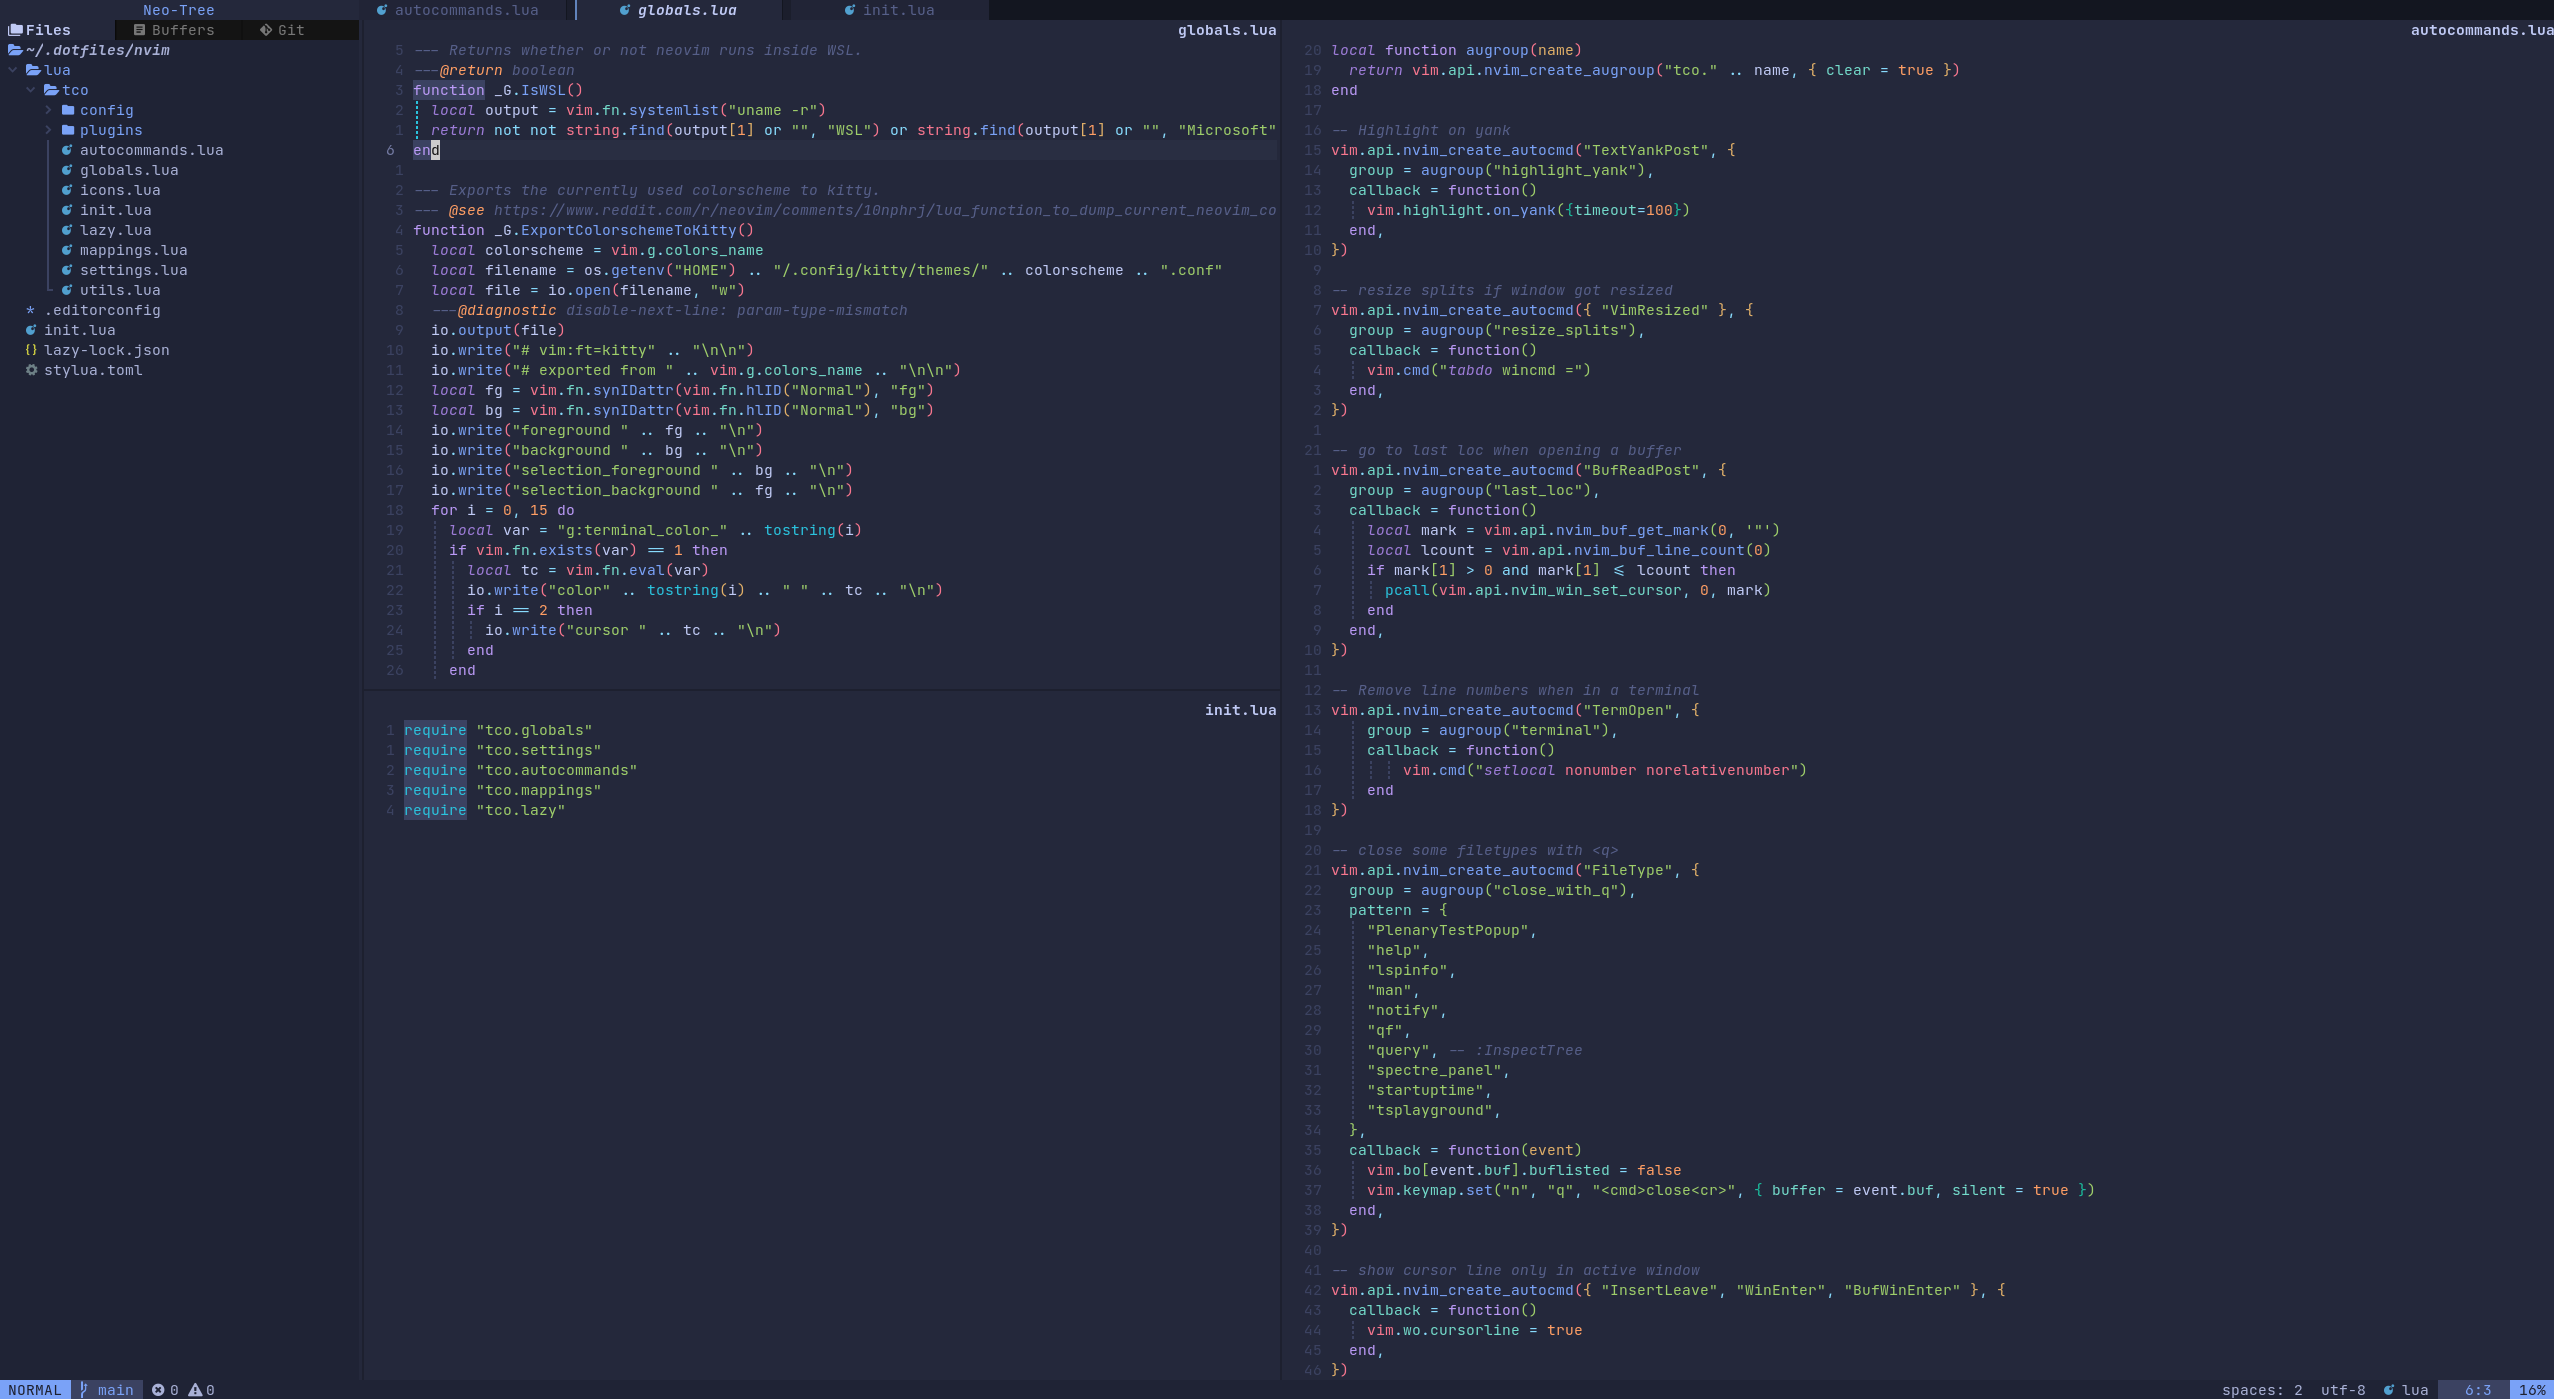 Neo-Tree
autocommands.lua
globals.lua
init.lua
Files
Buffers
Git
~/.dotfiles/nvim
lua
tco
config
plugins
autocommands.lua
globals.lua
icons.lua
init.lua
lazy.lua
mappings.lua
settings.lua
utils.lua
* .editorconfig
init.lua
{} lazy-lock.json
stylua.toml
globals.lua
5 --- Returns whether or not neovim runs inside WSL.
4 ---@return boolean
3 function _G.IsWSL()
2 local output = vim.fn.systemlist("uname -r")
1 return not not string.find(output[1] or "", "WSL") or string.find(output[1] or "", "Microsoft"
6 end
1
2 --- Exports the currently used colorscheme to kitty.
3 --- @see https://www.reddit.com/r/neovim/comments/10nphrj/lua_function_to_dump_current_neovim_co
4 function _G.ExportColorschemeToKitty()
5 local colorscheme = vim.g.colors_name
6 local filename = os.getenv("HOME") .. "/.config/kitty/themes/" .. colorscheme .. ".conf"
7 local file = io.open(filename, "w")
8 ---@diagnostic disable-next-line: param-type-mismatch
9 io.output(file)
10 io.write("# vim:ft=kitty" .. "\n\n")
11 io.write("# exported from " .. vim.g.colors_name .. "\n\n")
12 local fg = vim.fn.synIDattr(vim.fn.hlID("Normal"), "fg")
13 local bg = vim.fn.synIDattr(vim.fn.hlID("Normal"), "bg")
14 io.write("foreground " .. fg .. "\n")
15 io.write("background " .. bg .. "\n")
16 io.write("selection_foreground " .. bg .. "\n")
17 io.write("selection_background " .. fg .. "\n")
18 for i = 0, 15 do
19 local var = "g:terminal_color_" .. tostring(i)
20 if vim.fn.exists(var) == 1 then
21 local tc = vim.fn.eval(var)
22 io.write("color" .. tostring(i) .. " " .. tc .. "\n")
23 if i == 2 then
24 io.write("cursor " .. tc .. "\n")
25 end
26 end
init.lua
1 require "tco.globals"
1 require "tco.settings"
2 require "tco.autocommands"
3 require "tco.mappings"
4 require "tco.lazy"
autocommands.lua
20 local function augroup(name)
19 return vim.api.nvim_create_augroup("tco." .. name, { clear = true })
18 end
17
16 -- Highlight on yank
15 vim.api.nvim_create_autocmd("TextYankPost", {
14 group = augroup("highlight_yank"),
13 callback = function()
12 vim.highlight.on_yank({timeout=100})
11 end,
10 })
9
8 -- resize splits if window got resized
7 vim.api.nvim_create_autocmd({ "VimResized" }, {
6 group = augroup("resize_splits"),
5 callback = function()
4 vim.cmd("tabdo wincmd =")
3 end,
2 })
1
21 -- go to last loc when opening a buffer
1 vim.api.nvim_create_autocmd("BufReadPost", {
2 group = augroup("last_loc"),
3 callback = function()
4 local mark = vim.api.nvim_buf_get_mark(0, '"')
5 local lcount = vim.api.nvim_buf_line_count(0)
6 if mark[1] > 0 and mark[1] <= lcount then
7 pcall(vim.api.nvim_win_set_cursor, 0, mark)
8 end
9 end,
10 })
11
12 -- Remove line numbers when in a terminal
13 vim.api.nvim_create_autocmd("TermOpen", {
14 group = augroup("terminal"),
15 callback = function()
16 vim.cmd("setlocal nonumber norelativenumber")
17 end
18 })
19
20 -- close some filetypes with <q>
21 vim.api.nvim_create_autocmd("FileType", {
22 group = augroup("close_with_q"),
23 pattern = {
24 "PlenaryTestPopup",
25 "help",
26 "lspinfo",
27 "man",
28 "notify",
29 "qf",
30 "query", -- :InspectTree
31 "spectre_panel",
32 "startuptime",
33 "tsplayground",
34 },
35 callback = function(event)
36 vim.bo[event.buf].buflisted = false
37 vim.keymap.set("n", "q", "<cmd>close<cr>", { buffer = event.buf, silent = true })
38 end,
39 })
40
41 -- show cursor line only in active window
42 vim.api.nvim_create_autocmd({ "InsertLeave", "WinEnter", "BufWinEnter" }, {
43 callback = function()
44 vim.wo.cursorline = true
45 end,
46 })
NORMAL main 0 0 spaces: 2 utf-8 lua 6:3 16%